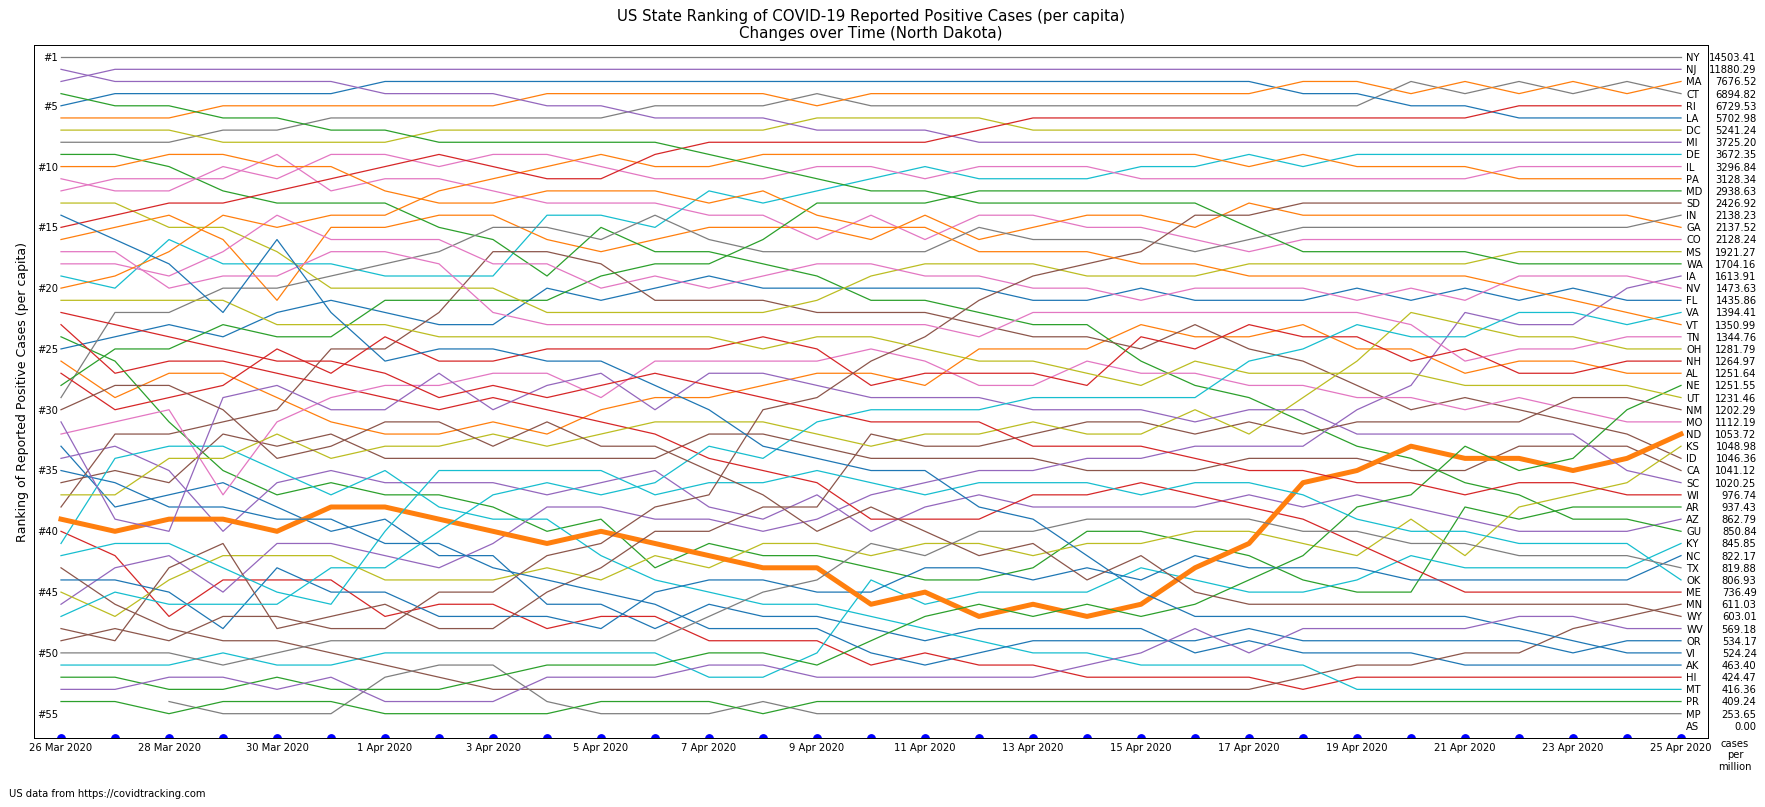 US State Ranking of COVID-19 Reported Positive Cases (per capita)
Changes over Time (North Dakota)
Ranking of Reported Positive Cases (per capita)
#1
#5
#10
#15
#20
#25
#30
#35
#40
#45
#50
#55
NY 14503.41
NJ 11880.29
MA 7676.52
CT 6894.82
RI 6729.53
LA 5702.98
DC 5241.24
MI 3725.20
DE 3672.35
IL 3296.84
PA 3128.34
MD 2938.63
SD 2426.92
IN 2138.23
GA 2137.52
CO 2128.24
MS 1921.27
WA 1704.16
IA 1613.91
NV 1473.63
FL 1435.86
VA 1394.41
VT 1350.99
TN 1344.76
OH 1281.79
NH 1264.97
AL 1251.64
NE 1251.55
UT 1231.46
NM 1202.29
MO 1112.19
ND 1053.72
KS 1048.98
ID 1046.36
CA 1041.12
SC 1020.25
WI 976.74
AR 937.43
AZ 862.79
GU 850.84
KY 845.85
NC 822.17
TX 819.88
OK 806.93
ME 736.49
MN 611.03
WY 603.01
WV 569.18
OR 534.17
VI 524.24
AK 463.40
HI 424.47
MT 416.36
PR 409.24
MP 253.65
AS 0.00
26 Mar 2020 28 Mar 2020 30 Mar 2020 1 Apr 2020 3 Apr 2020 5 Apr 2020 7 Apr 2020 9 Apr 2020 11 Apr 2020 13 Apr 2020 15 Apr 2020 17 Apr 2020 19 Apr 2020 21 Apr 2020 23 Apr 2020 25 Apr 2020
cases
per
million
US data from https://covidtracking.com